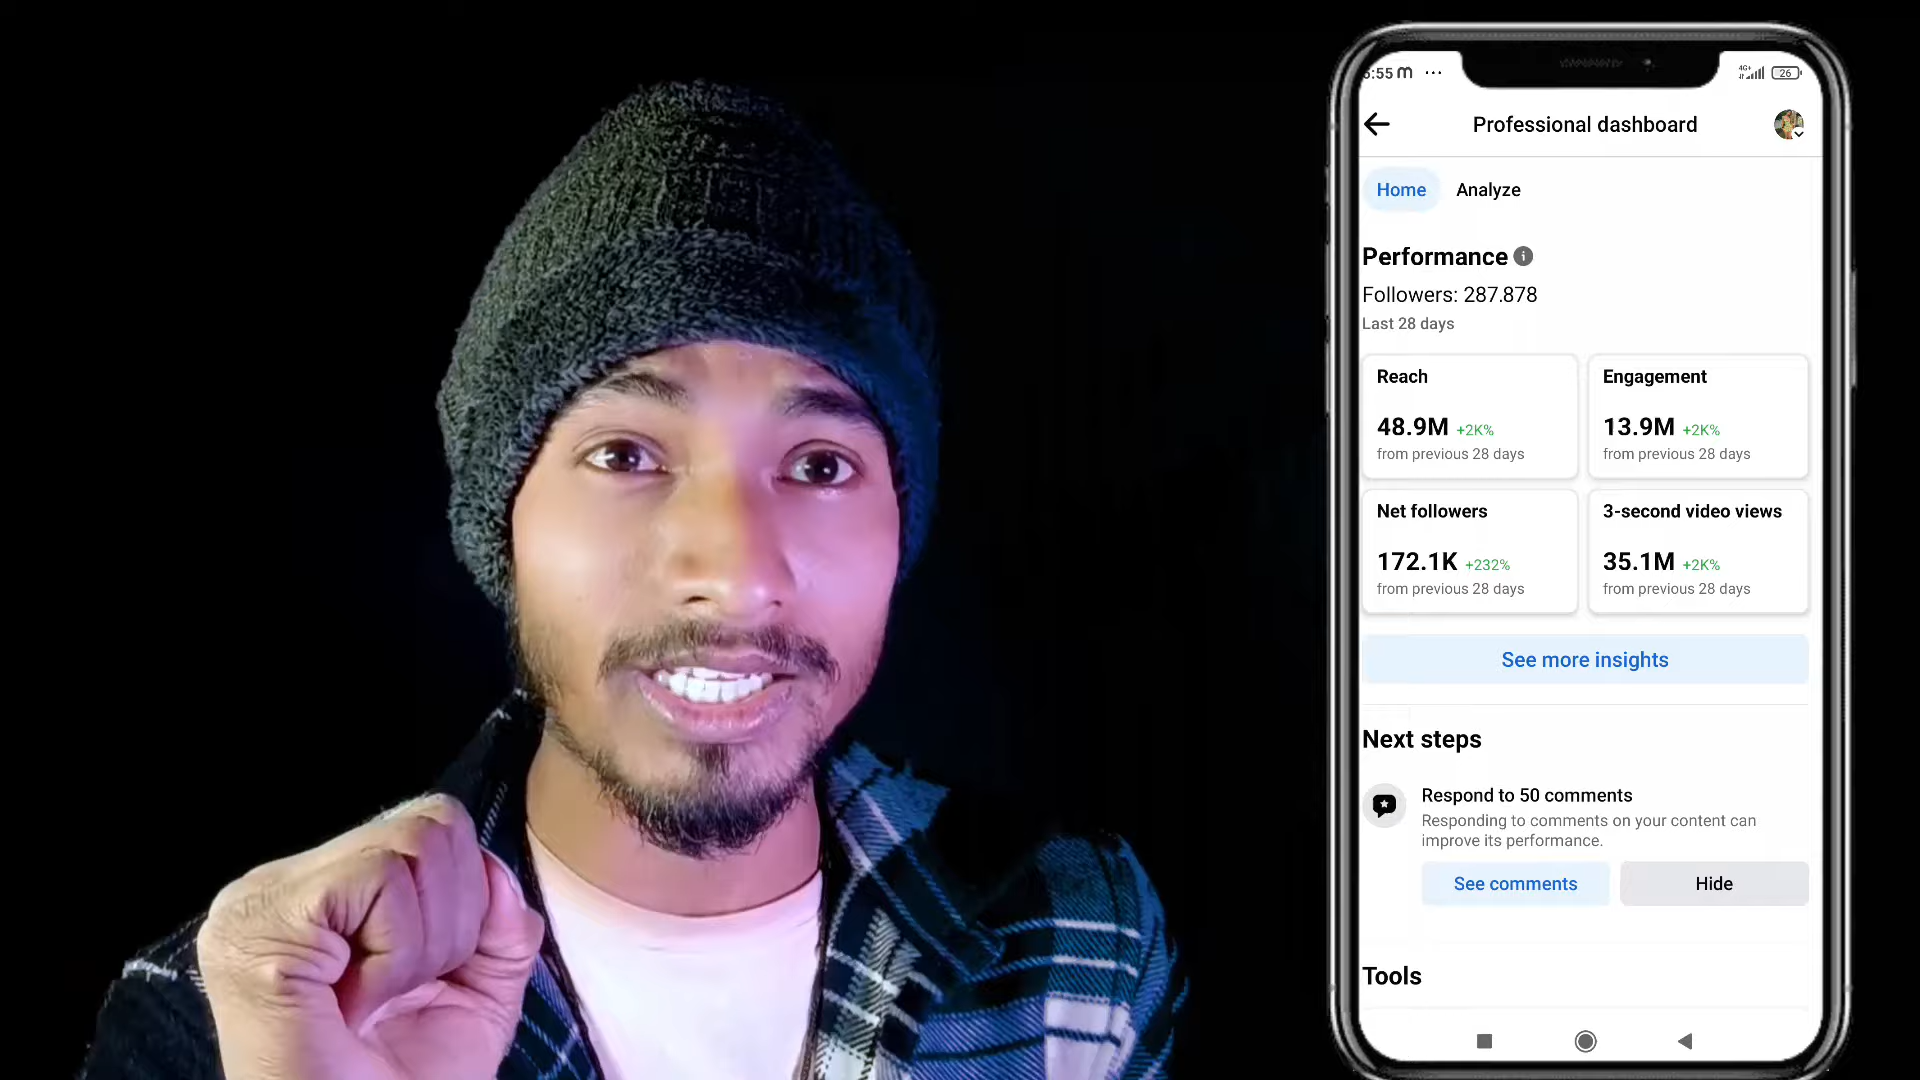 :55 m ...
4G+ 26
Professional dashboard
Home Analyze
Performance
Followers: 287.878
Last 28 days
Reach
48.9M +2K%
from previous 28 days
Engagement
13.9M +2K%
from previous 28 days
Net followers
172.1K +232%
from previous 28 days
3-second video views
35.1M +2K%
from previous 28 days
See more insights
Next steps
Respond to 50 comments
Responding to comments on your content can
improve its performance.
See comments Hide
Tools